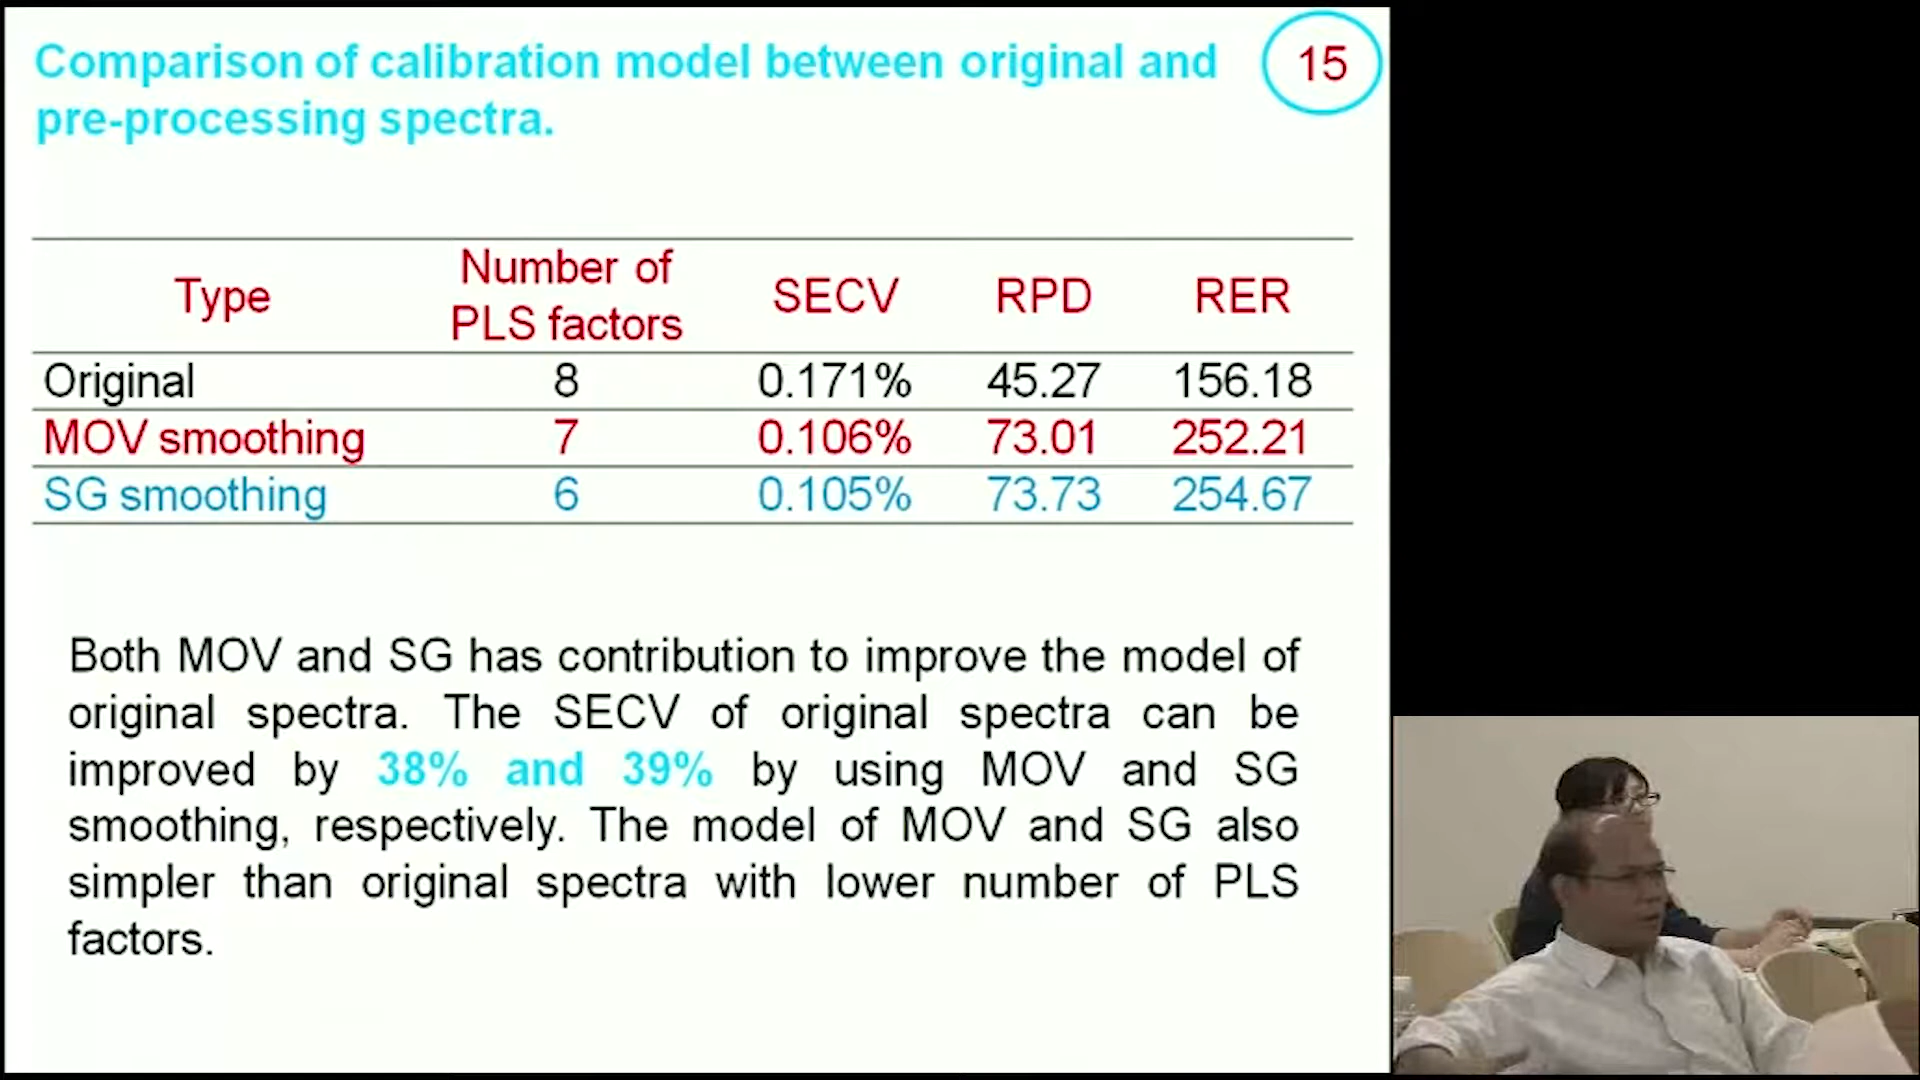 Comparison of calibration model between original and
15
pre-processing spectra.
Type Number of PLS factors SECV RPD RER
Original 8 0.171% 45.27 156.18
MOV smoothing 7 0.106% 73.01 252.21
SG smoothing 6 0.105% 73.73 254.67
Both MOV and SG has contribution to improve the model of
original spectra. The SECV of original spectra can be
improved by 38% and 39% by using MOV and SG
smoothing, respectively. The model of MOV and SG also
simpler than original spectra with lower number of PLS
factors.